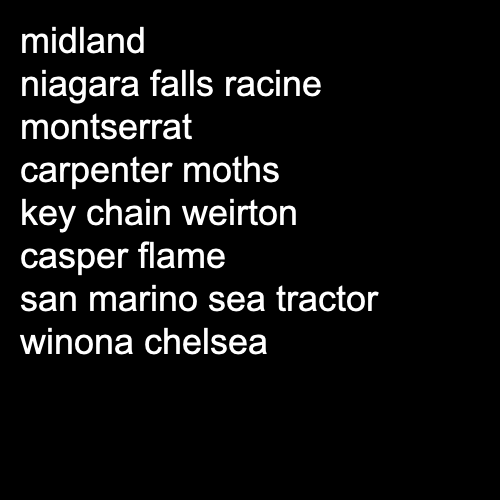 midland
niagara falls racine
montserrat
carpenter moths
key chain weirton
casper flame
san marino sea tractor
winona chelsea